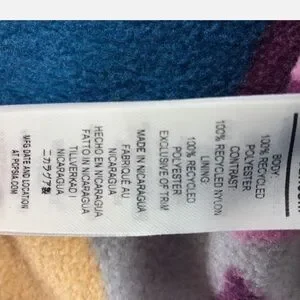 BODY:
100% RECYCLED
POLYESTER
CONTRAST:
100% RECYCLED NYLON
LINING:
100% RECYCLED
POLYESTER
EXCLUSIVE OF TRIM
MADE IN NICARAGUA
FABRIQUÉ AU
NICARAGUA
HECHO EN NICARAGUA
FATTO IN NICARAGUA
TILLVERKAD I
NICARAGUA
ニカラグア製
MFG DATE AND LOCATION
AT POPSIA.COM